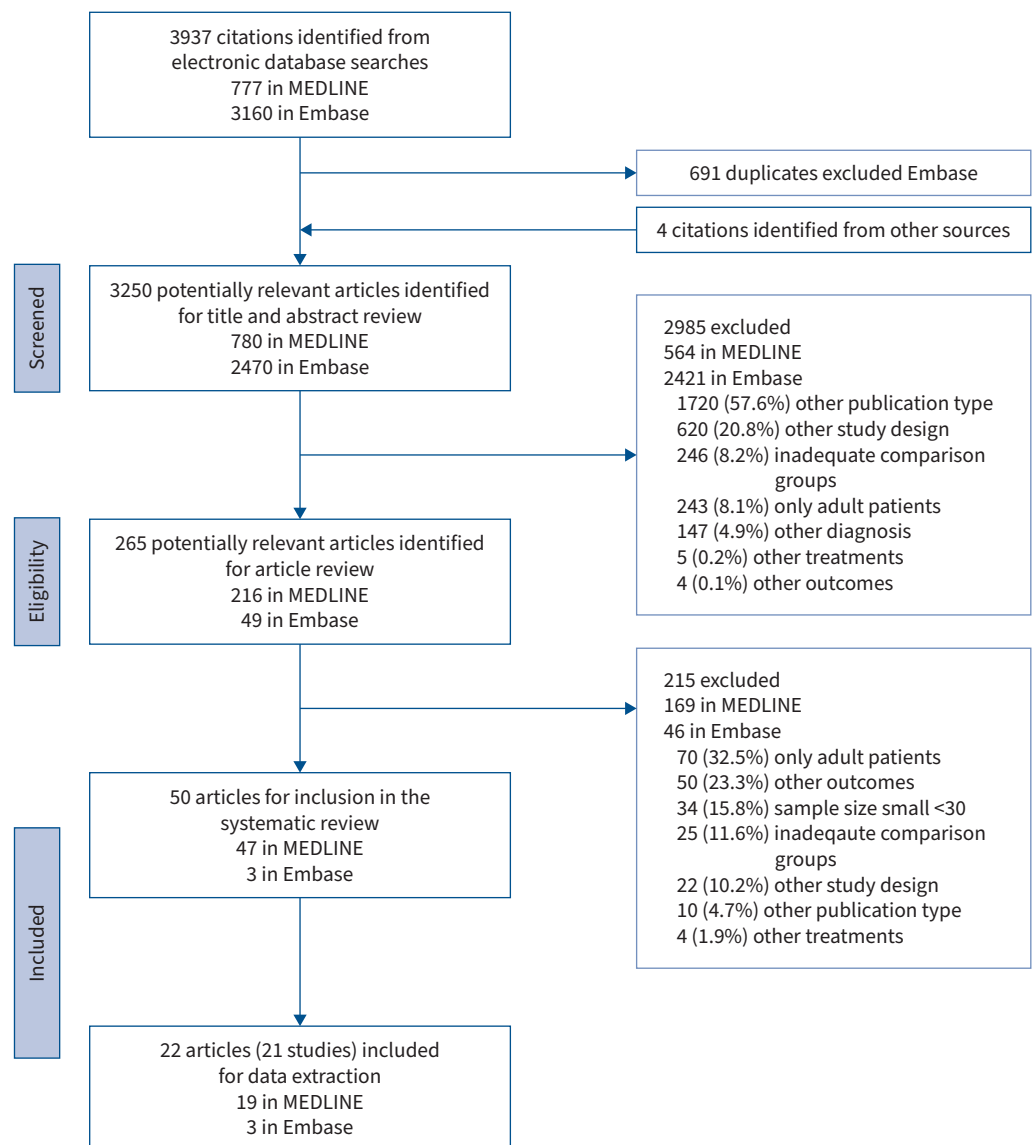 3937 citations identified from
electronic database searches
777 in MEDLINE
3160 in Embase
691 duplicates excluded Embase
4 citations identified from other sources
Screened
3250 potentially relevant articles identified
for title and abstract review
780 in MEDLINE
2470 in Embase
2985 excluded
564 in MEDLINE
2421 in Embase
1720 (57.6%) other publication type
620 (20.8%) other study design
246 (8.2%) inadequate comparison
groups
243 (8.1%) only adult patients
147 (4.9%) other diagnosis
5 (0.2%) other treatments
4 (0.1%) other outcomes
Eligibility
265 potentially relevant articles identified
for article review
216 in MEDLINE
49 in Embase
215 excluded
169 in MEDLINE
46 in Embase
70 (32.5%) only adult patients
50 (23.3%) other outcomes
34 (15.8%) sample size small <30
25 (11.6%) inadeqaute comparison
groups
22 (10.2%) other study design
10 (4.7%) other publication type
4 (1.9%) other treatments
Included
50 articles for inclusion in the
systematic review
47 in MEDLINE
3 in Embase
22 articles (21 studies) included
for data extraction
19 in MEDLINE
3 in Embase